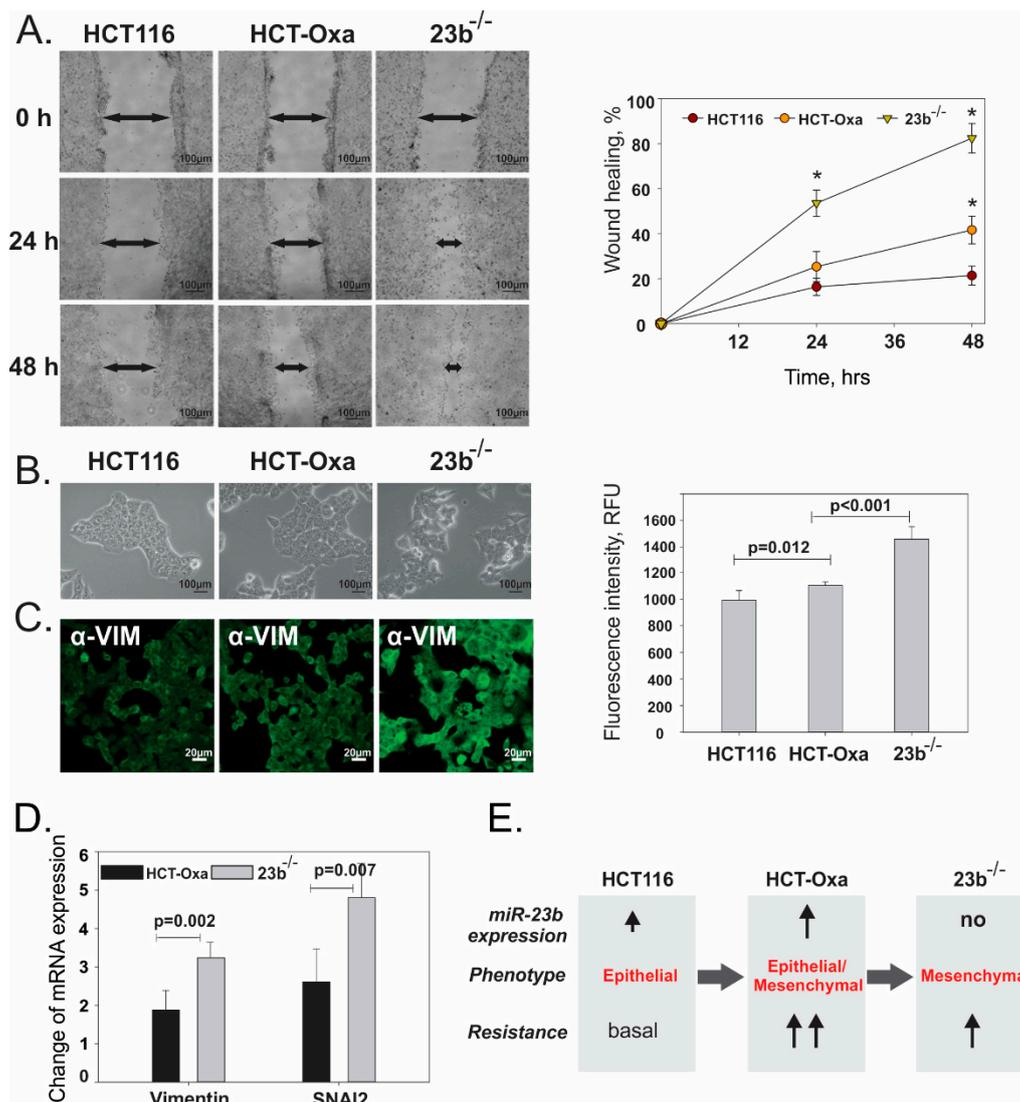 A.
HCT116 HCT-Oxa 23b-/-
0 h
100µm 100µm 100µm
24 h
100µm 100µm 100µm
48 h
100µm 100µm 100µm
Wound healing, %
100
80
60
40
20
0
HCT116 HCT-Oxa 23b-/-
*
*
*
12 24 36 48
Time, hrs
B.
HCT116 HCT-Oxa 23b-/-
100µm 100µm 100µm
C.
α-VIM α-VIM α-VIM
20µm 20µm 20µm
Fluorescence intensity, RFU
1600
1400
1200
1000
800
600
400
200
0
p<0.001
p=0.012
HCT116 HCT-Oxa 23b-/-
D.
Change of mRNA expression
6
5
4
3
2
1
0
HCT-Oxa 23b-/-
p=0.002
p=0.007
Vimentin SNAI2
E.
HCT116 HCT-Oxa 23b-/-
miR-23b
expression
no
Phenotype
Epithelial
Epithelial/
Mesenchymal
Mesenchyma
Resistance
basal